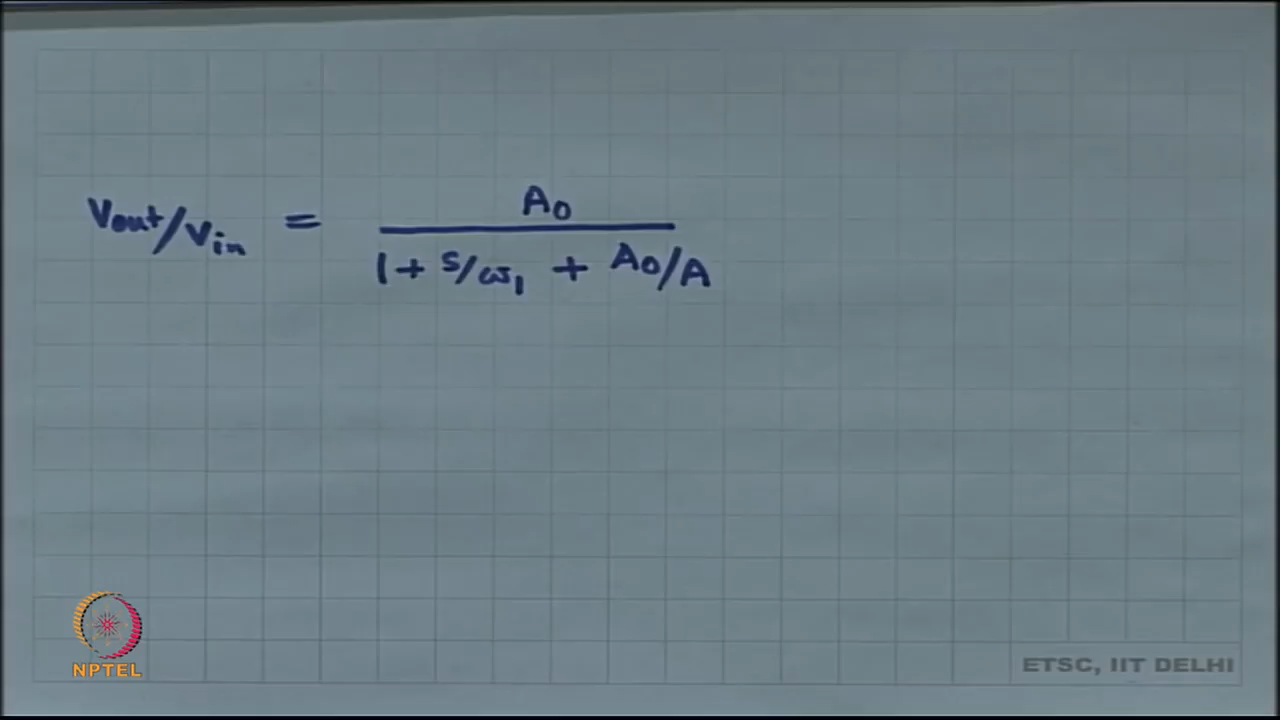 Vout/Vin = A0
1 + s/ω1 + A0/A
NPTEL
ETSC, IIT DELHI